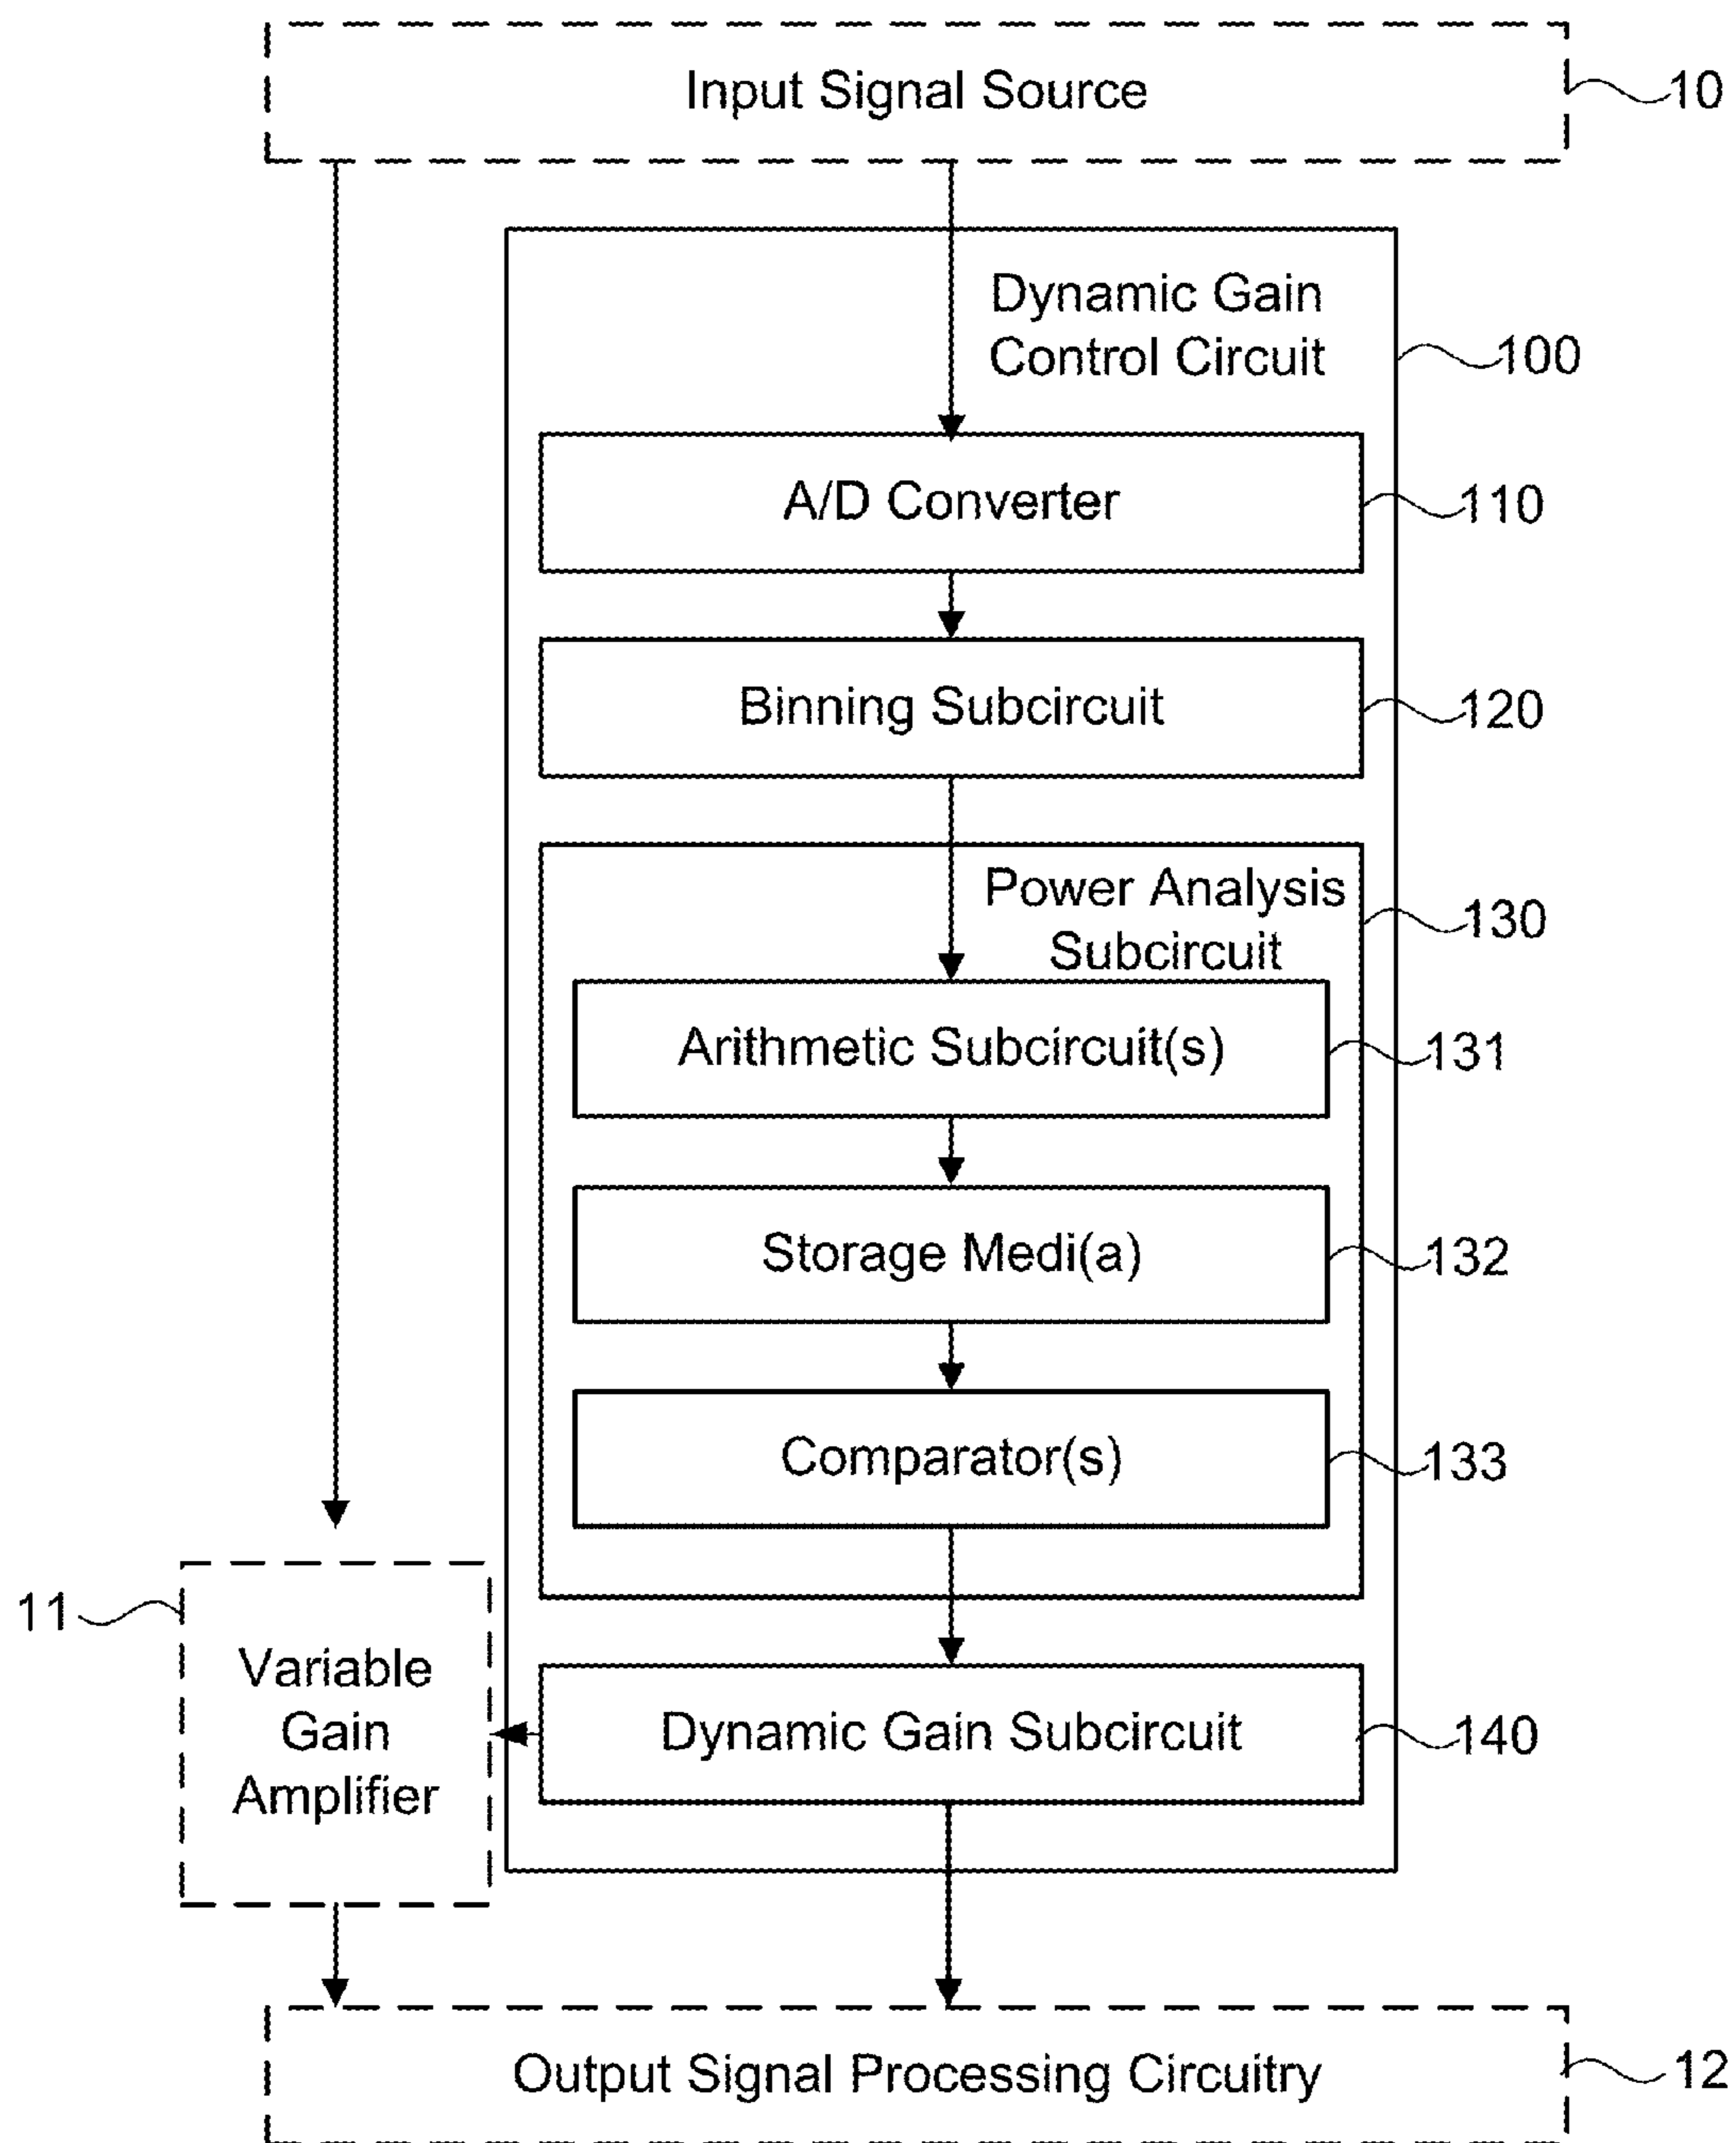 Input Signal Source
10
Dynamic Gain
Control Circuit
100
A/D Converter
110
Binning Subcircuit
120
Power Analysis
Subcircuit
130
Arithmetic Subcircuit(s)
131
Storage Medi(a)
132
Comparator(s)
133
11
Variable
Gain
Amplifier
Dynamic Gain Subcircuit
140
Output Signal Processing Circuitry
12